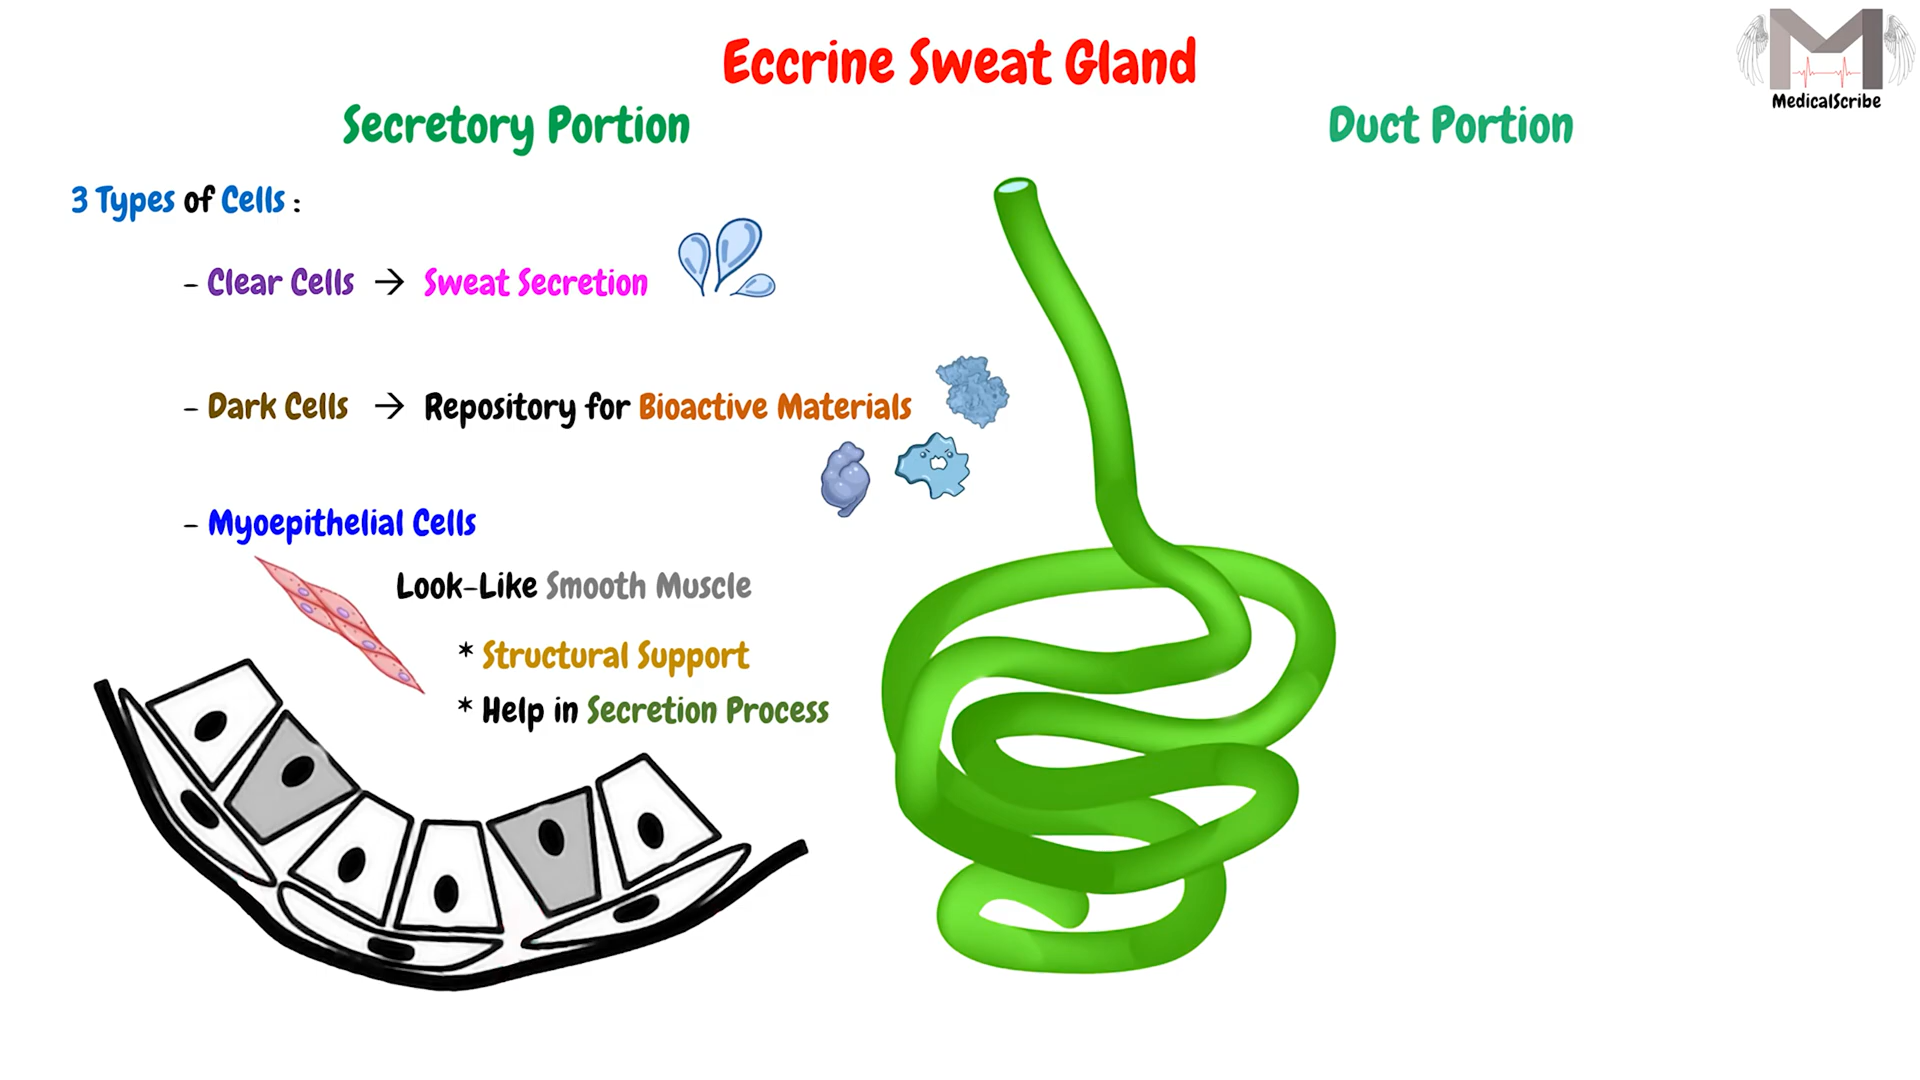 Eccrine Sweat Gland
MedicalScribe
Secretory Portion
Duct Portion
3 Types of Cells :
- Clear Cells → Sweat Secretion
- Dark Cells → Repository for Bioactive Materials
- Myoepithelial Cells
Look-Like Smooth Muscle
* Structural Support
* Help in Secretion Process